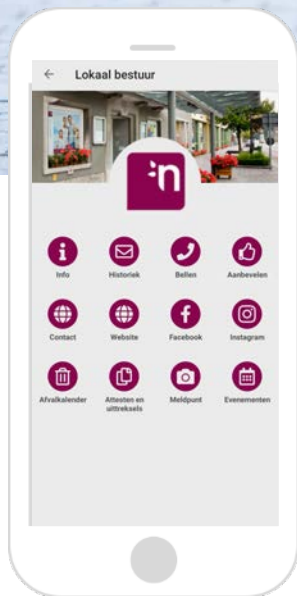 Lokaal bestuur
:n
Info
Historiek
Bellen
Aanbevelen
Contact
Website
Facebook
Instagram
Afvalkalender
Attesten en
uittreksels
Meldpunt
Evenementen